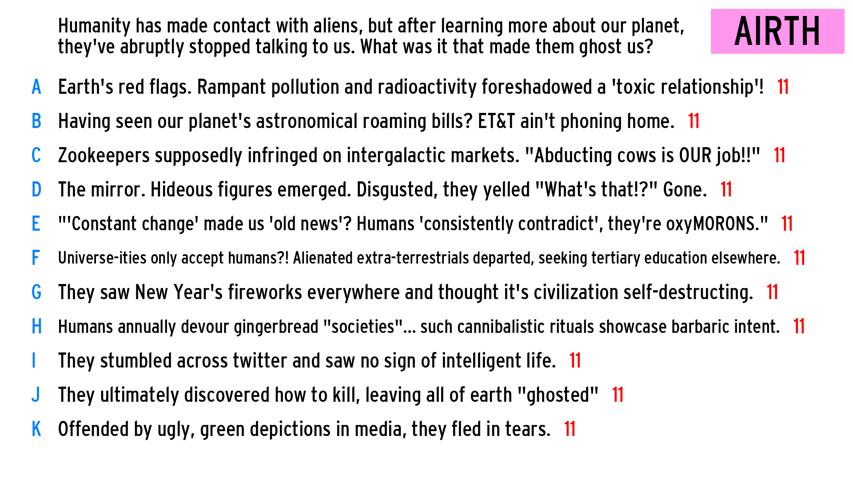 Humanity has made contact with aliens, but after learning more about our planet,
they've abruptly stopped talking to us. What was it that made them ghost us?
AIRTH
A Earth's red flags. Rampant pollution and radioactivity foreshadowed a 'toxic relationship'! 11
B Having seen our planet's astronomical roaming bills? ET&T ain't phoning home. 11
C Zookeepers supposedly infringed on intergalactic markets. "Abducting cows is OUR job!!" 11
D The mirror. Hideous figures emerged. Disgusted, they yelled "What's that!?" Gone. 11
E "'Constant change' made us 'old news'? Humans 'consistently contradict', they're oxyMORONS." 11
F Universe-ities only accept humans?! Alienated extra-terrestrials departed, seeking tertiary education elsewhere. 11
G They saw New Year's fireworks everywhere and thought it's civilization self-destructing. 11
H Humans annually devour gingerbread "societies"... such cannibalistic rituals showcase barbaric intent. 11
I They stumbled across twitter and saw no sign of intelligent life. 11
J They ultimately discovered how to kill, leaving all of earth "ghosted" 11
K Offended by ugly, green depictions in media, they fled in tears. 11